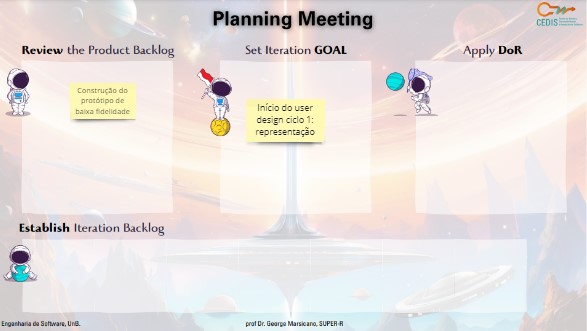 Planning Meeting
CEDIS
Review the Product Backlog
Set Iteration GOAL
Apply DoR
Construção do
protótipo de
baixa fidelidade
Início do user
design ciclo 1:
representação
Establish Iteration Backlog
Engenharia de Software, UnB.
prof Dr. George Marsicano, SUPER-R